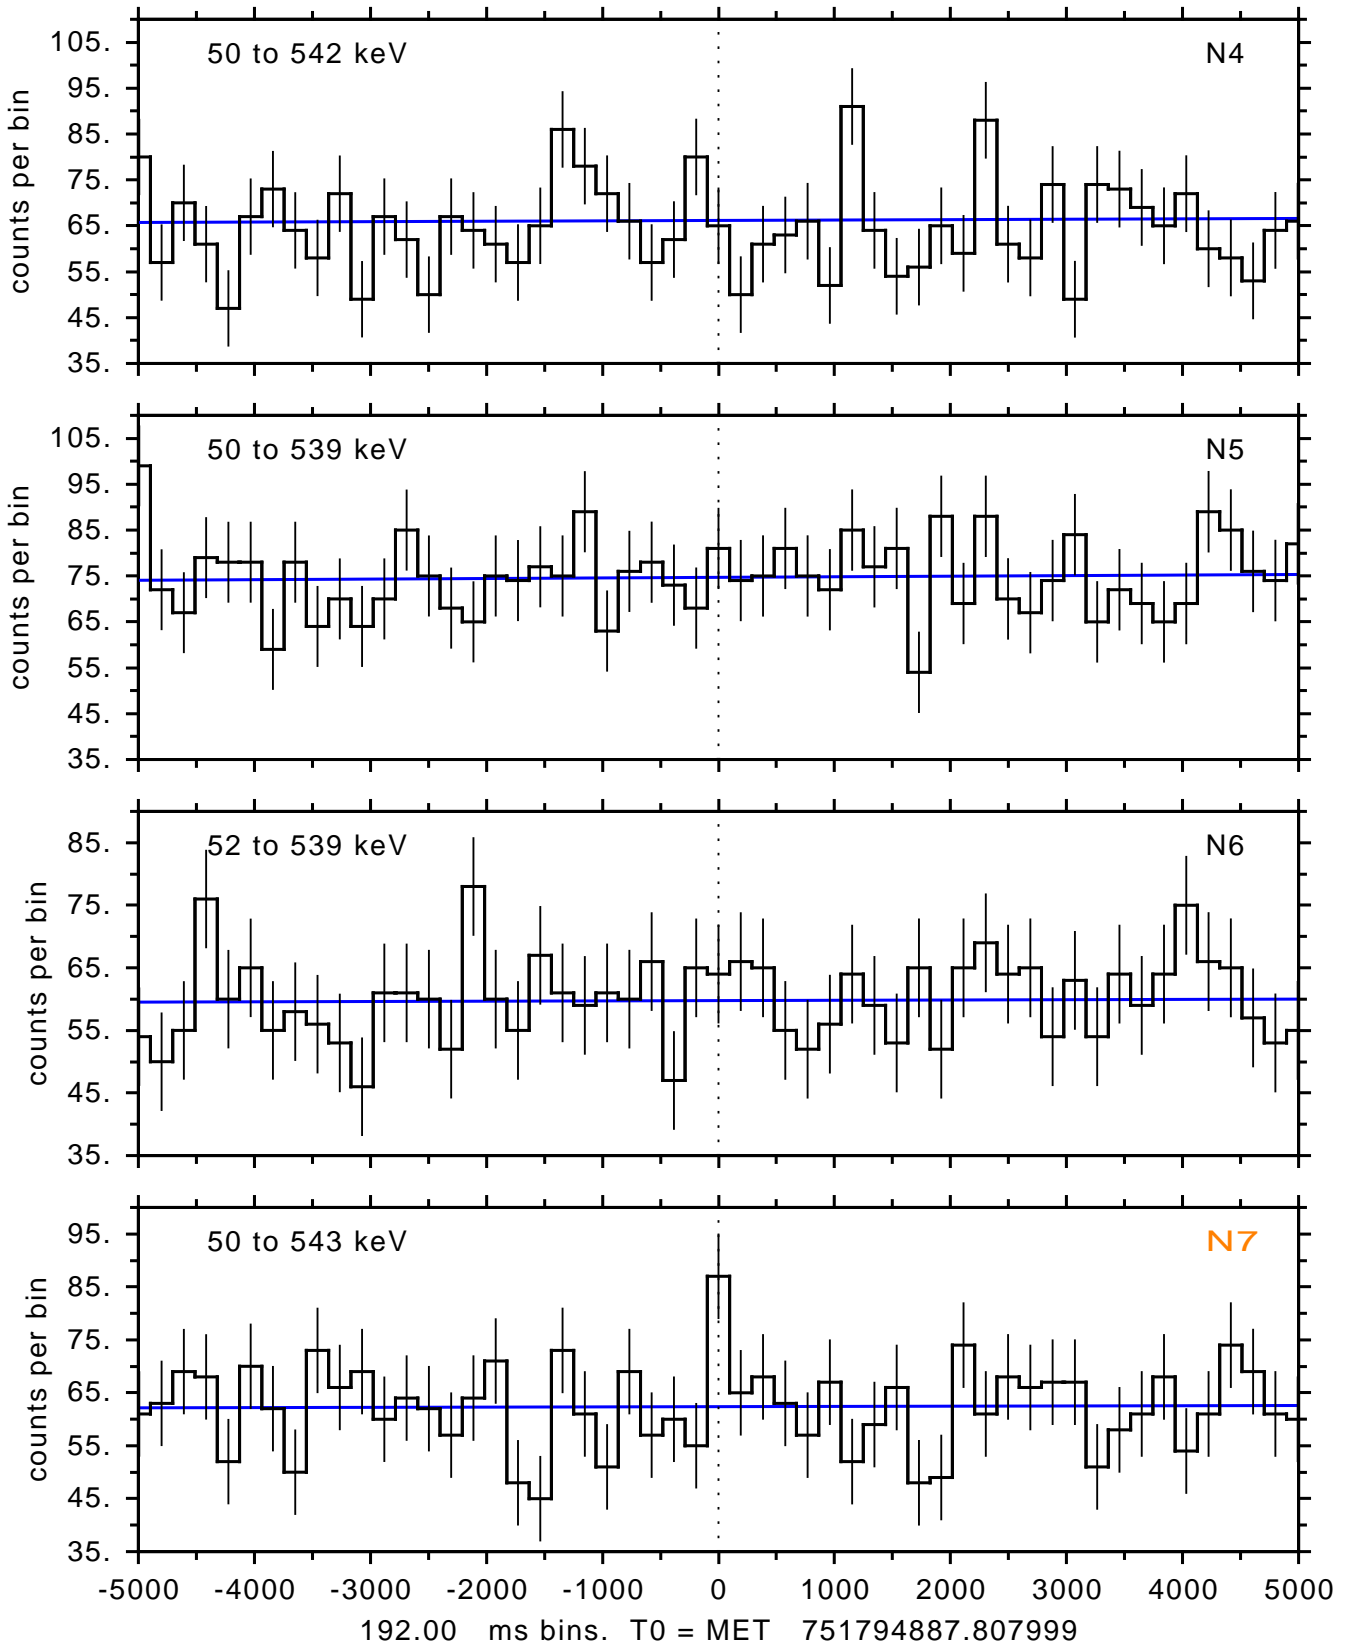 50 to 542 keV N4
105.
95.
85.
75.
65.
55.
45.
35.
counts per bin
50 to 539 keV N5
105.
95.
85.
75.
65.
55.
45.
35.
counts per bin
52 to 539 keV N6
85.
75.
65.
55.
45.
35.
counts per bin
50 to 543 keV N7
95.
85.
75.
65.
55.
45.
35.
counts per bin
-5000 -4000 -3000 -2000 -1000 0 1000 2000 3000 4000 5000
192.00 ms bins. T0 = MET 751794887.807999